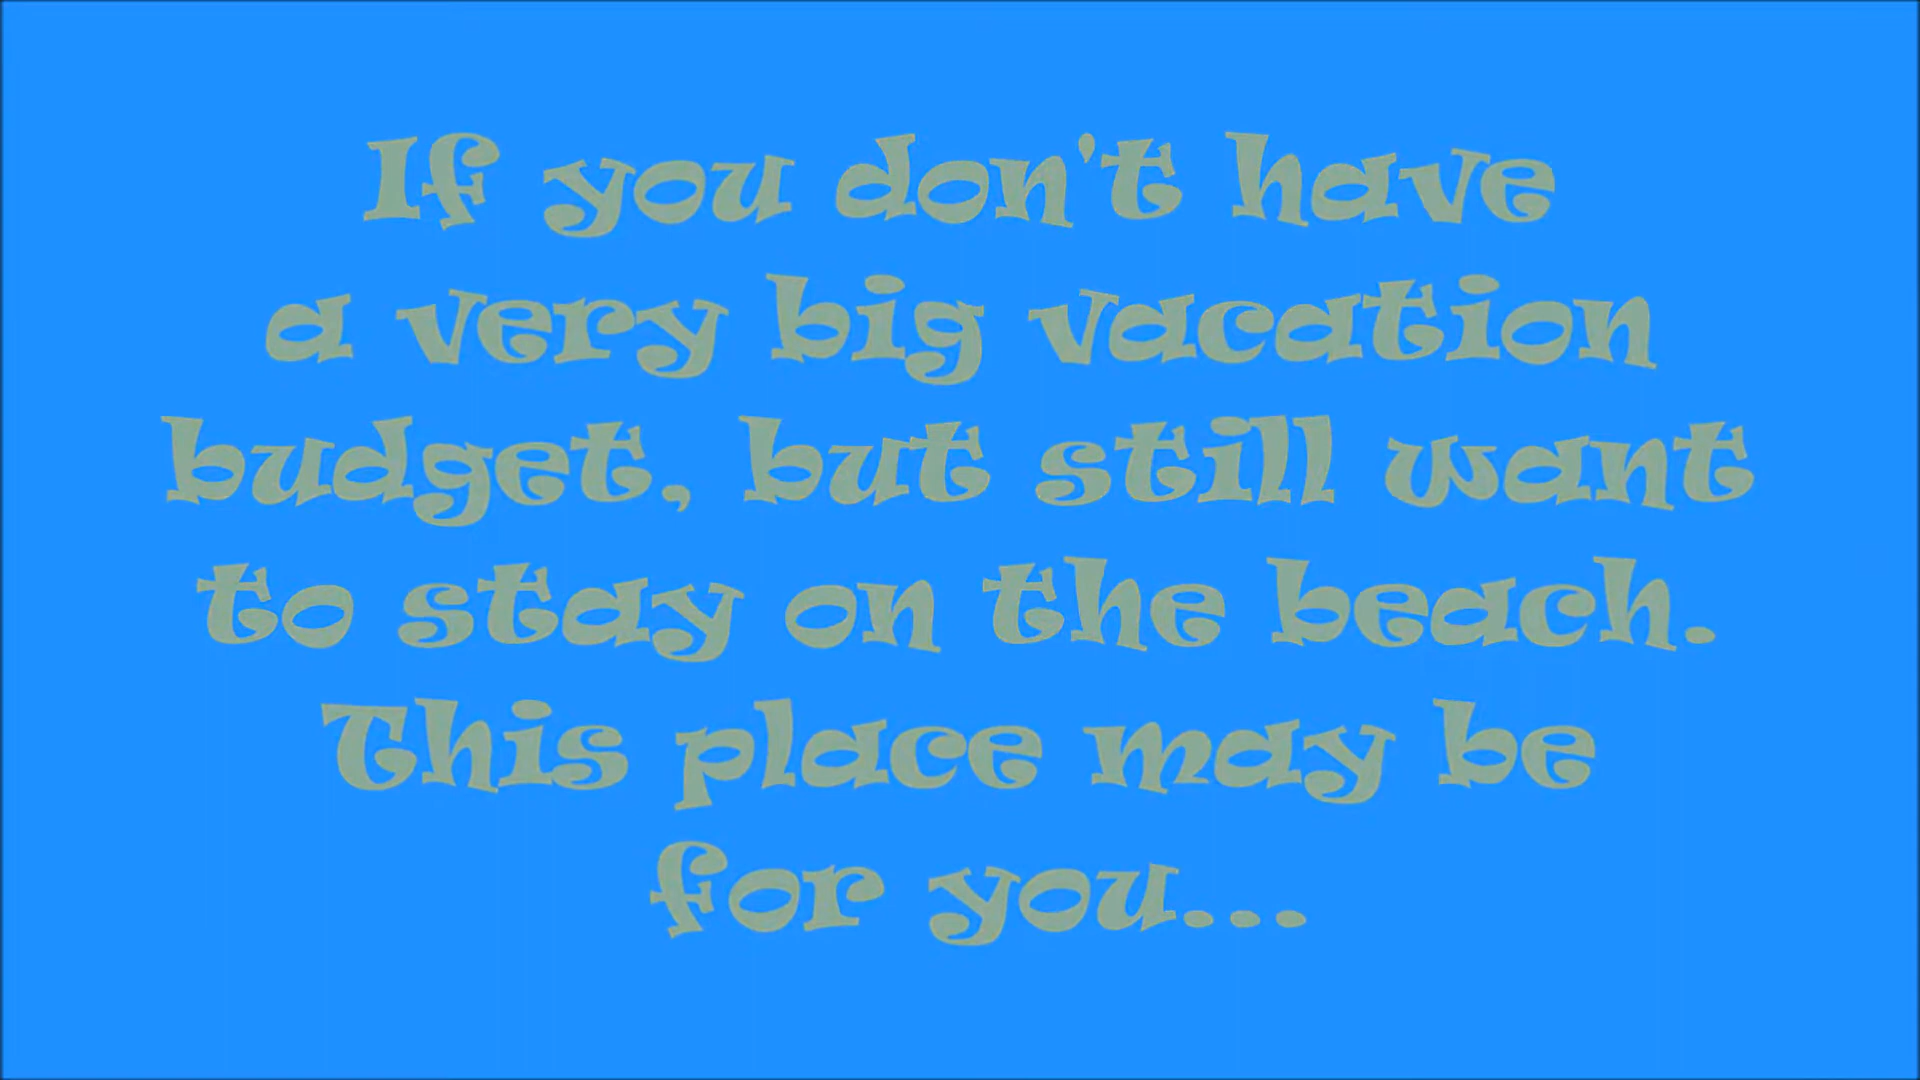 If you don't have
a very big vacation
budget, but still want
to stay on the beach.
This place may be
for you...